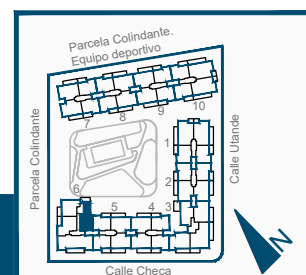 Parcela Colindante.
Equipo deportivo
10
9
8
7
Parcela Colindante
Calle Utande
1
2
3
6
5
4
Calle Checa
N